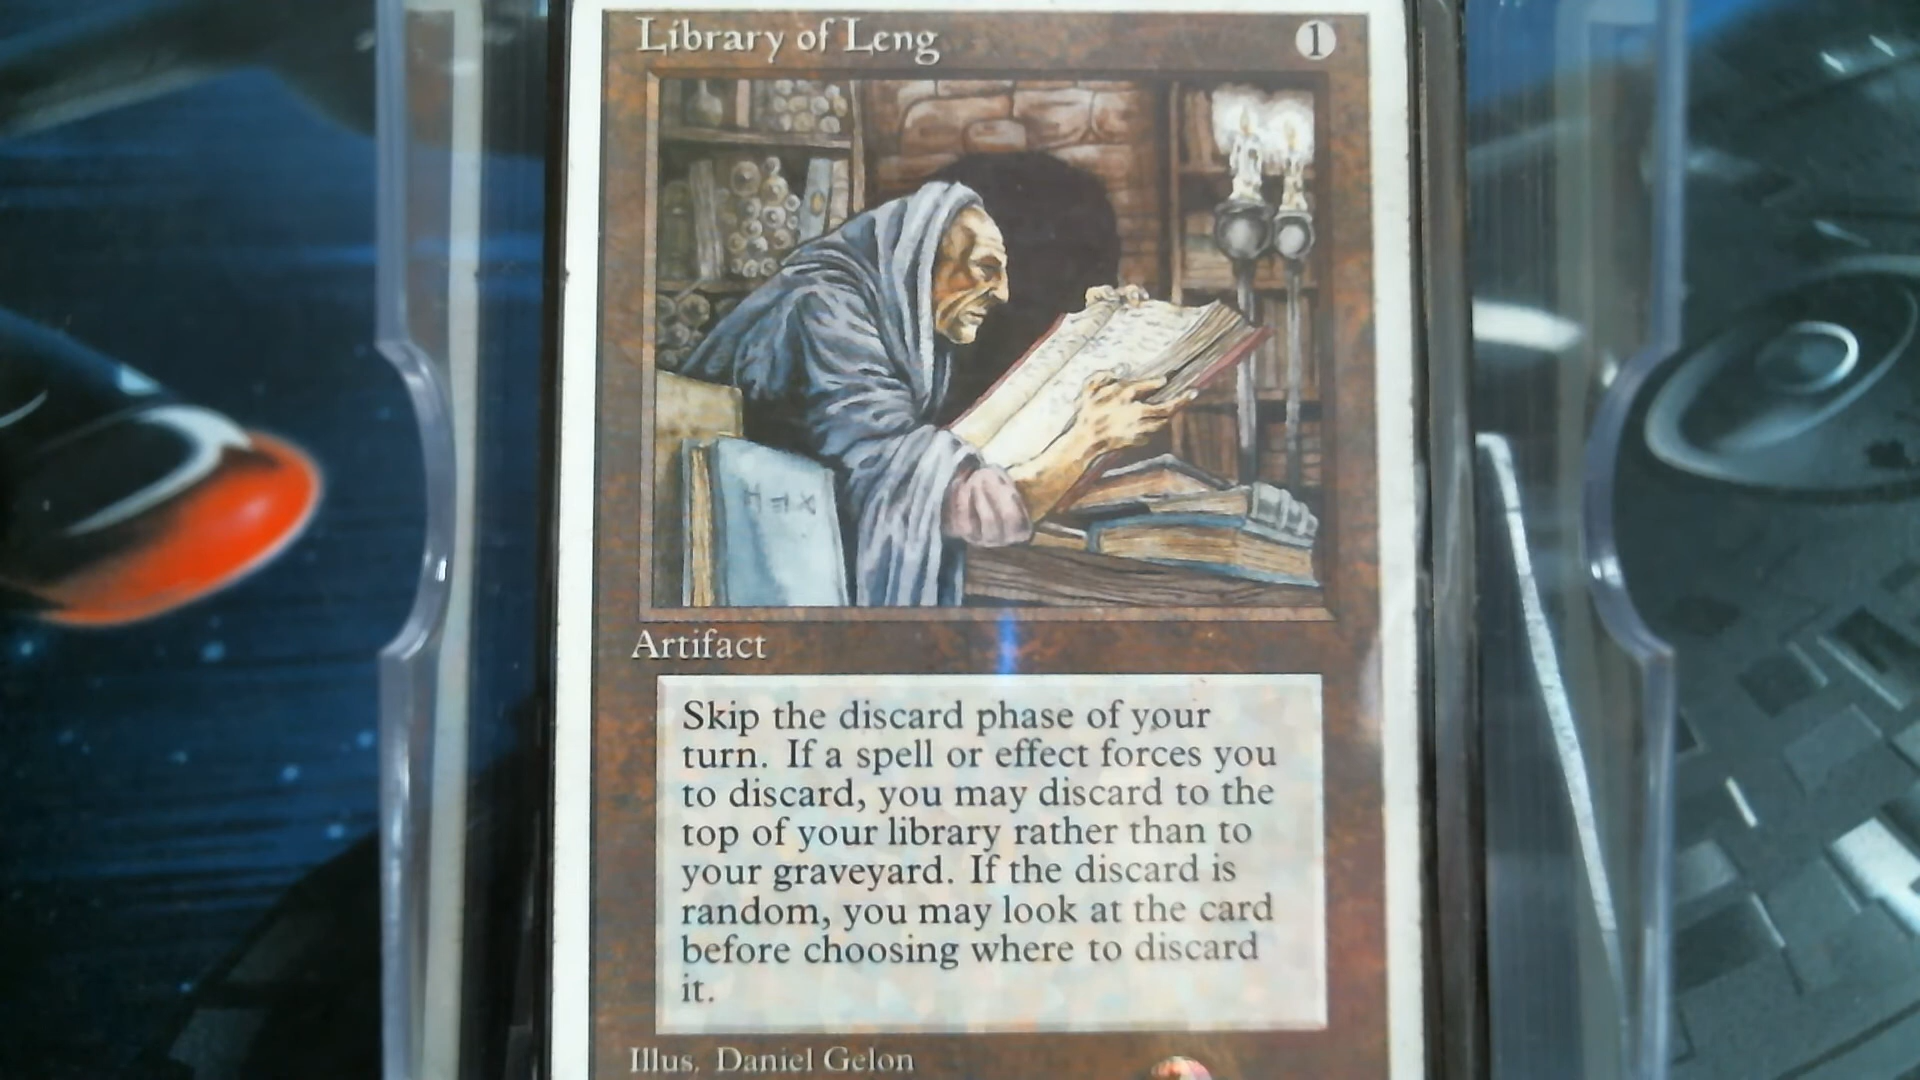 Library of Leng 1
Artifact
Skip the discard phase of your
turn. If a spell or effect forces you
to discard, you may discard to the
top of your library rather than to
your graveyard. If the discard is
random, you may look at the card
before choosing where to discard
it.
Illus. Daniel Gelon